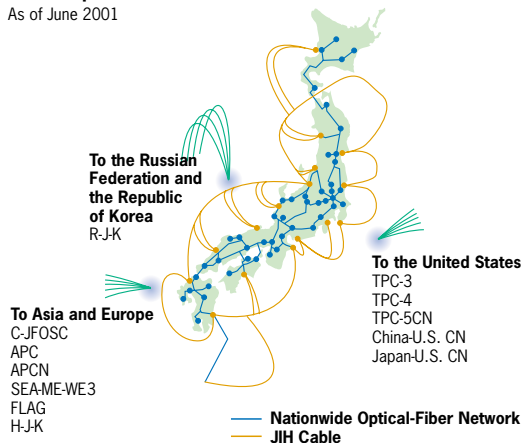 As of June 2001
To the Russian
Federation and
the Republic
of Korea
R-J-K
To the United States
TPC-3
TPC-4
TPC-5CN
China-U.S. CN
Japan-U.S. CN
To Asia and Europe
C-JFOSC
APC
APCN
SEA-ME-WE3
FLAG
H-J-K
Nationwide Optical-Fiber Network
JIH Cable